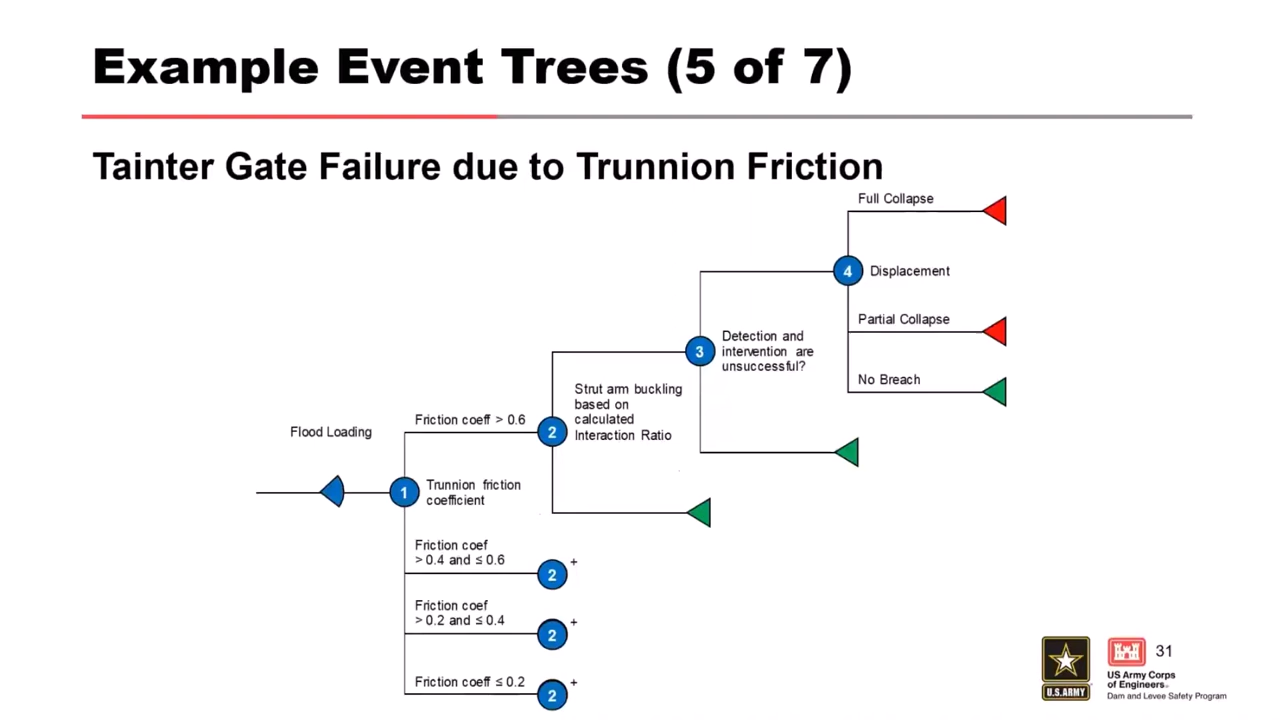 Example Event Trees (5 of 7)
Tainter Gate Failure due to Trunnion Friction
Full Collapse
4
Displacement
Partial Collapse
No Breach
3
Detection and
intervention are
unsuccessful?
Strut arm buckling
based on
calculated
Interaction Ratio
2
Friction coeff > 0.6
Flood Loading
1
Trunnion friction
coefficient
Friction coef
> 0.4 and ≤ 0.6
2 +
Friction coef
> 0.2 and ≤ 0.4
2 +
Friction coeff ≤ 0.2
2 +
U.S.ARMY
US Army Corps
of Engineers®
Dam and Levee Safety Program
31